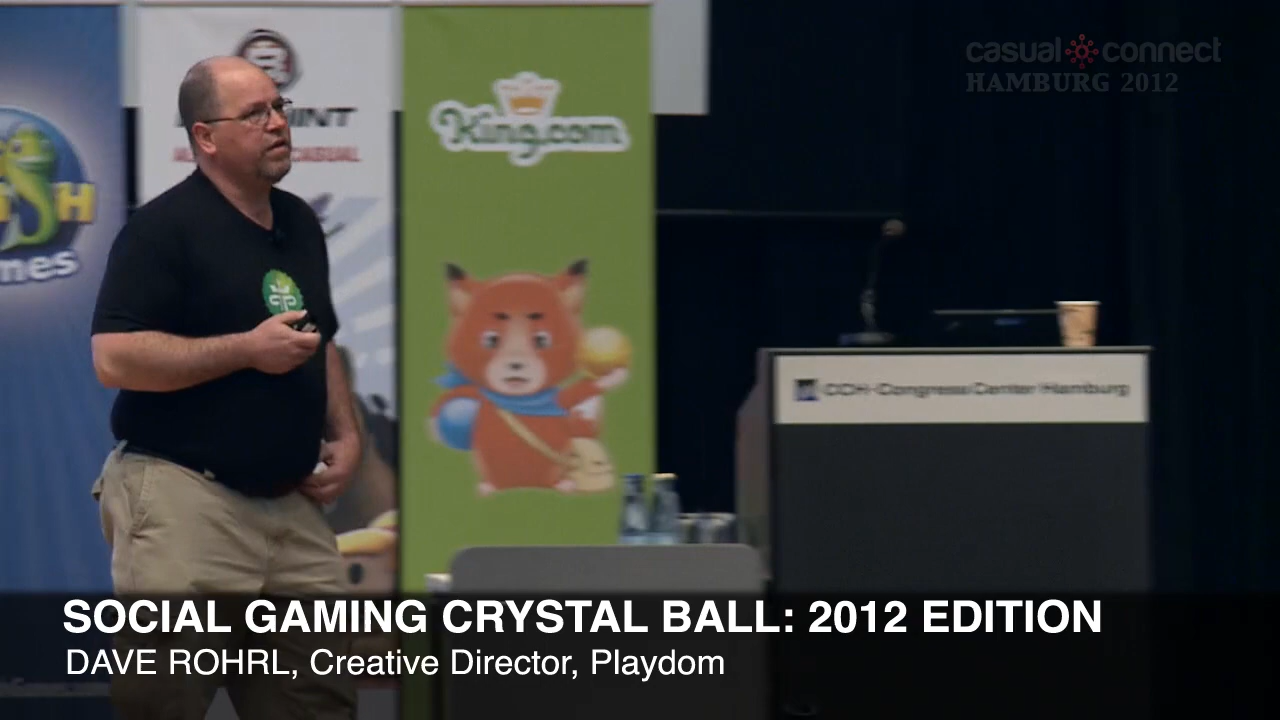 casual connect
HAMBURG 2012
King.com
CASUAL
CCH-Congress Center Hamburg
SOCIAL GAMING CRYSTAL BALL: 2012 EDITION
DAVE ROHRL, Creative Director, Playdom